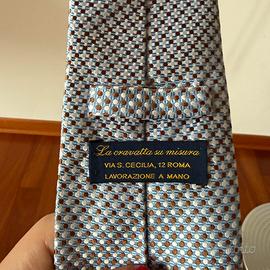 La cravatta su misura
VIA S. CECILIA, 12 ROMA
LAVORAZIONE A MANO